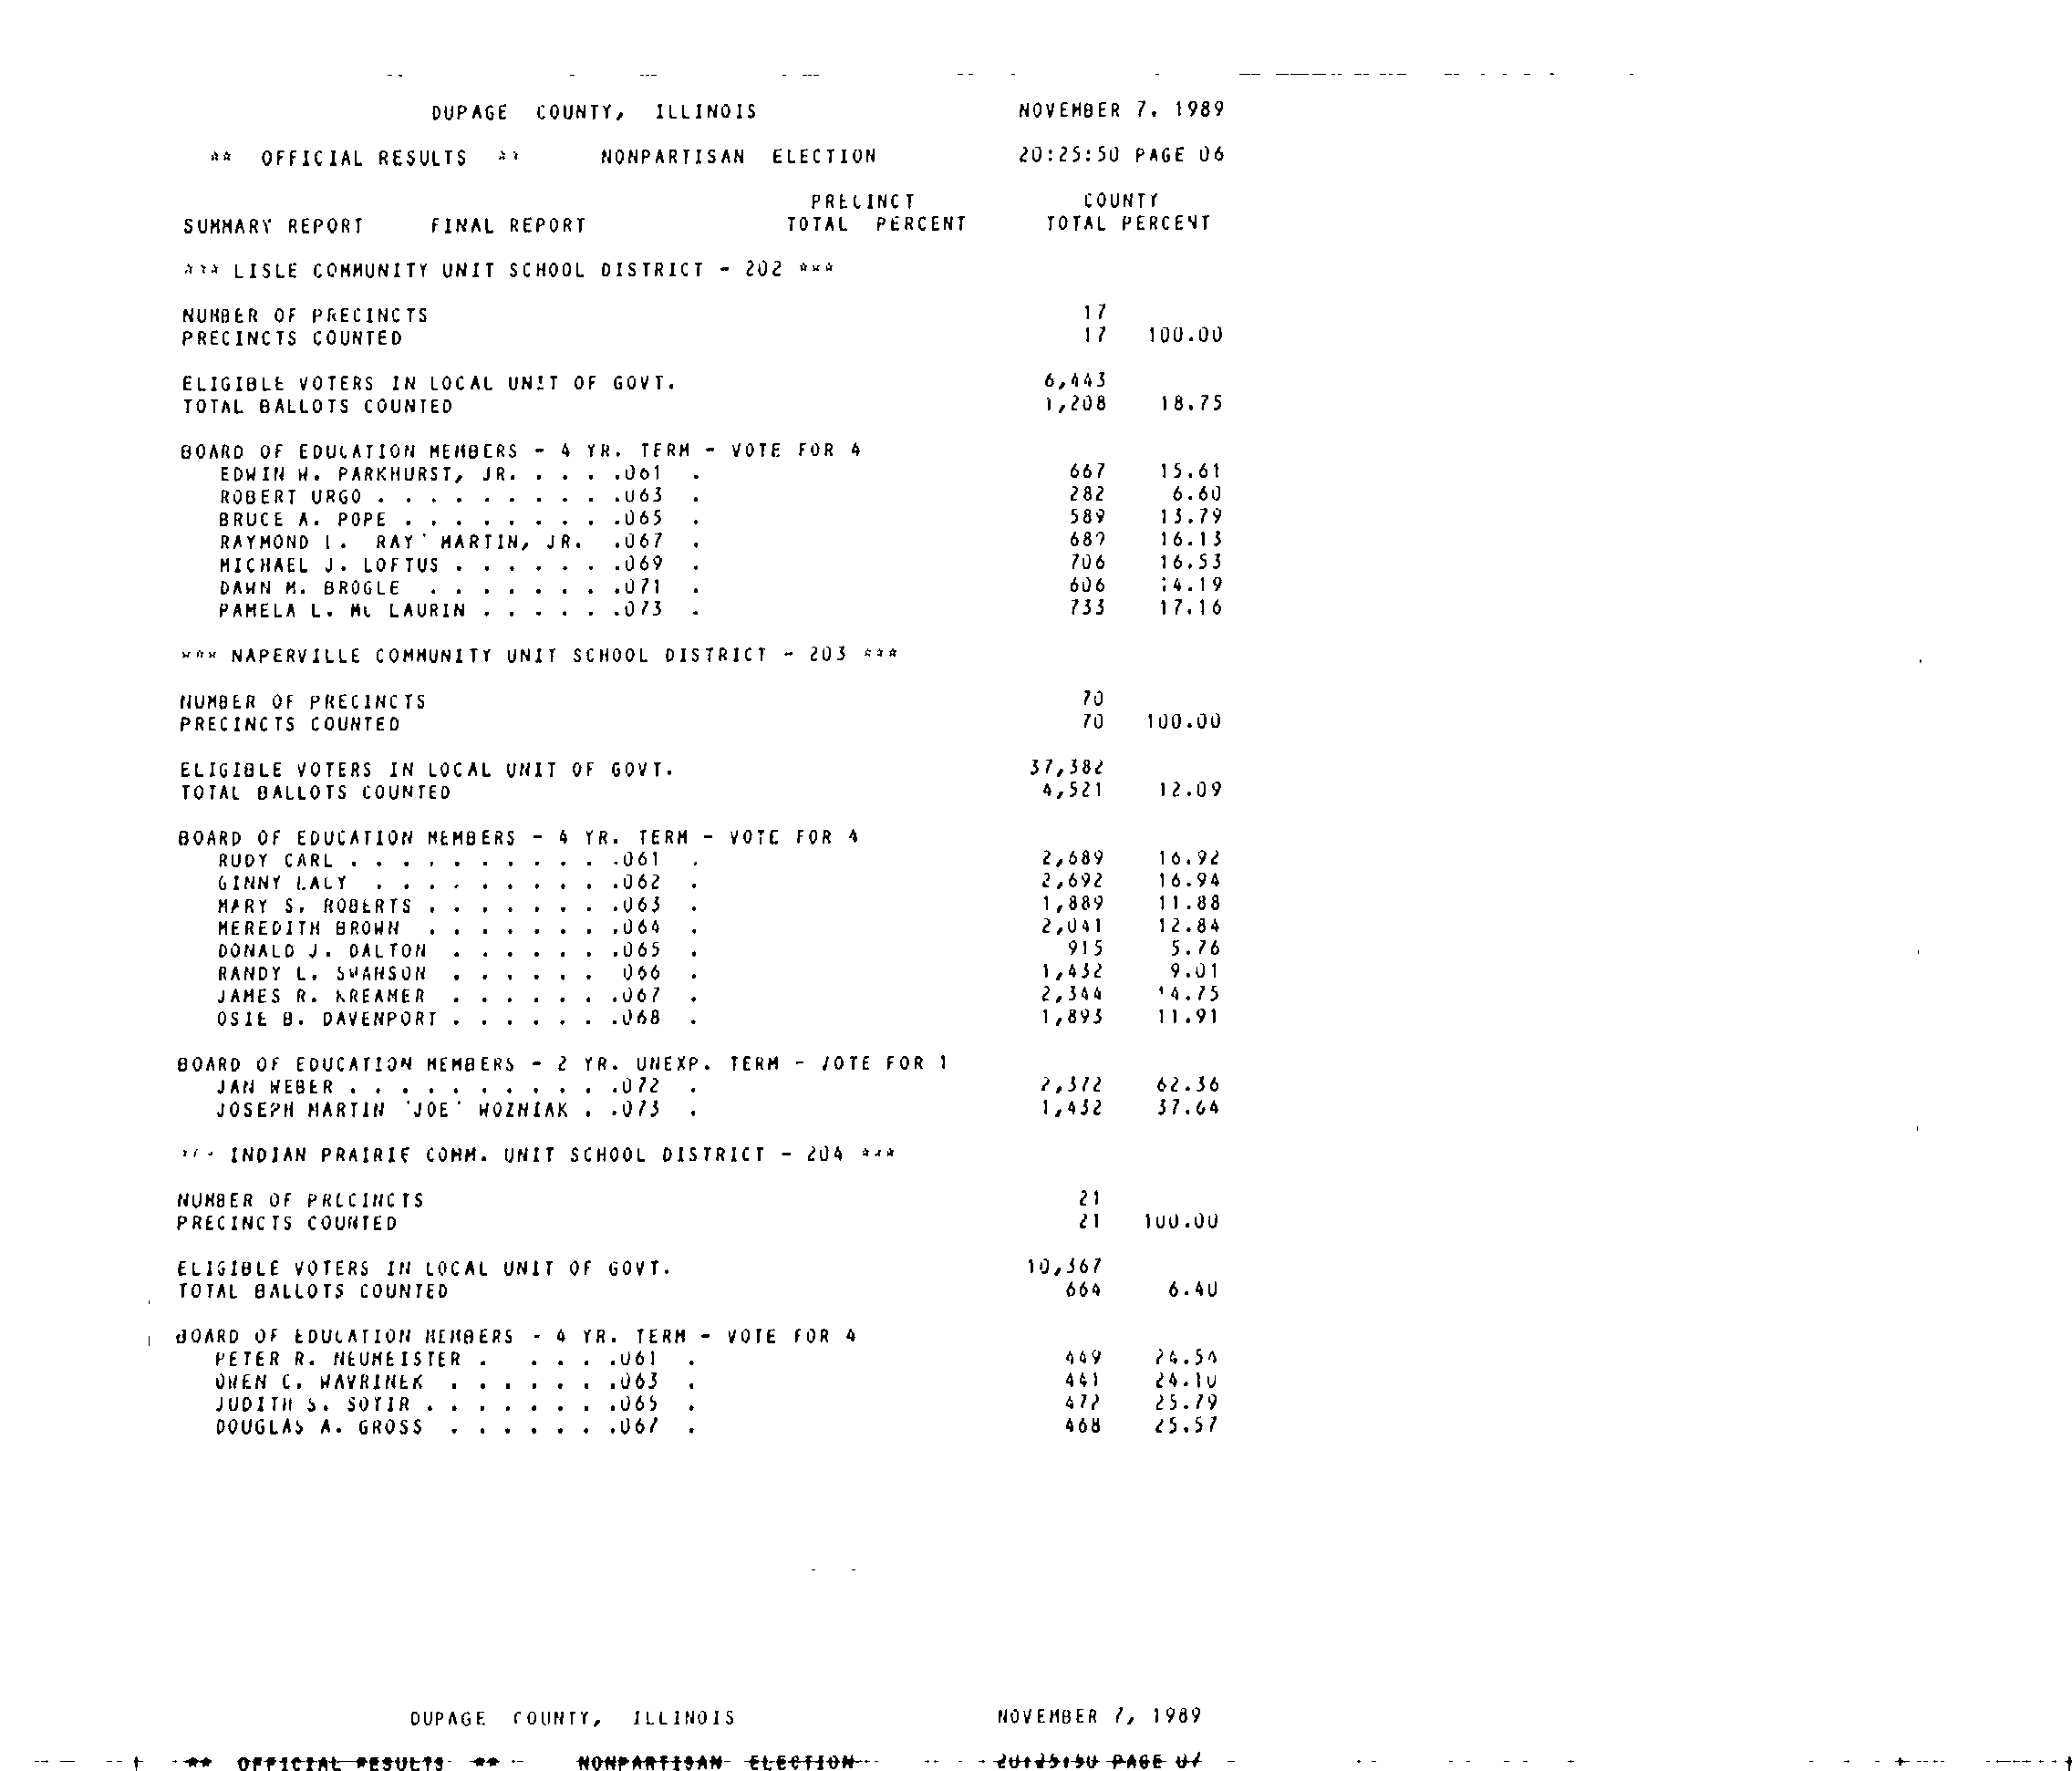 DUPAGE COUNTY, ILLINOIS NOVEMBER 7, 1989
** OFFICIAL RESULTS ** NONPARTISAN ELECTION 20:25:50 PAGE 06
PRECINCT COUNTY
SUMMARY REPORT FINAL REPORT TOTAL PERCENT TOTAL PERCENT
*** LISLE COMMUNITY UNIT SCHOOL DISTRICT - 202 ***
NUMBER OF PRECINCTS 17
PRECINCTS COUNTED 17 100.00
ELIGIBLE VOTERS IN LOCAL UNIT OF GOVT. 6,443
TOTAL BALLOTS COUNTED 1,208 18.75
BOARD OF EDUCATION MEMBERS - 4 YR. TERM - VOTE FOR 4
EDWIN W. PARKHURST, JR. . . . .061 . 667 15.61
ROBERT URGO . . . . . . . . . .063 . 282 6.60
BRUCE A. POPE . . . . . . . . .065 . 589 13.79
RAYMOND L. 'RAY' MARTIN, JR. .067 . 689 16.13
MICHAEL J. LOFTUS . . . . . . .069 . 706 16.53
DAWN M. BROGLE . . . . . . . .071 . 606 14.19
PAMELA L. MC LAURIN . . . . . .073 . 733 17.16
*** NAPERVILLE COMMUNITY UNIT SCHOOL DISTRICT - 203 ***
NUMBER OF PRECINCTS 70
PRECINCTS COUNTED 70 100.00
ELIGIBLE VOTERS IN LOCAL UNIT OF GOVT. 37,382
TOTAL BALLOTS COUNTED 4,521 12.09
BOARD OF EDUCATION MEMBERS - 4 YR. TERM - VOTE FOR 4
RUDY CARL . . . . . . . . . . .061 . 2,689 16.92
GINNY LALY . . . . . . . . . .062 . 2,692 16.94
MARY S. ROBERTS . . . . . . . .063 . 1,889 11.88
MEREDITH BROWN . . . . . . . .064 . 2,041 12.84
DONALD J. DALTON . . . . . . .065 . 915 5.76
RANDY L. SWANSON . . . . . . 066 . 1,432 9.01
JAMES R. KREAMER . . . . . . .067 . 2,344 14.75
OSIE B. DAVENPORT . . . . . . .068 . 1,893 11.91
BOARD OF EDUCATION MEMBERS - 2 YR. UNEXP. TERM - VOTE FOR 1
JAN WEBER . . . . . . . . . . .072 . 2,372 62.36
JOSEPH MARTIN 'JOE' WOZNIAK . .073 . 1,432 37.64
*** INDIAN PRAIRIE COMM. UNIT SCHOOL DISTRICT - 204 ***
NUMBER OF PRECINCTS 21
PRECINCTS COUNTED 21 100.00
ELIGIBLE VOTERS IN LOCAL UNIT OF GOVT. 10,367
TOTAL BALLOTS COUNTED 664 6.40
BOARD OF EDUCATION MEMBERS - 4 YR. TERM - VOTE FOR 4
PETER R. NEUMEISTER . . . . .061 . 449 24.54
OWEN C. WAVRINEK . . . . . . .063 . 441 24.10
JUDITH S. SOTIR . . . . . . . .065 . 472 25.79
DOUGLAS A. GROSS . . . . . . .067 . 468 25.57
DUPAGE COUNTY, ILLINOIS NOVEMBER 7, 1989
** OFFICIAL RESULTS ** NONPARTISAN ELECTION 20:25:50 PAGE 07